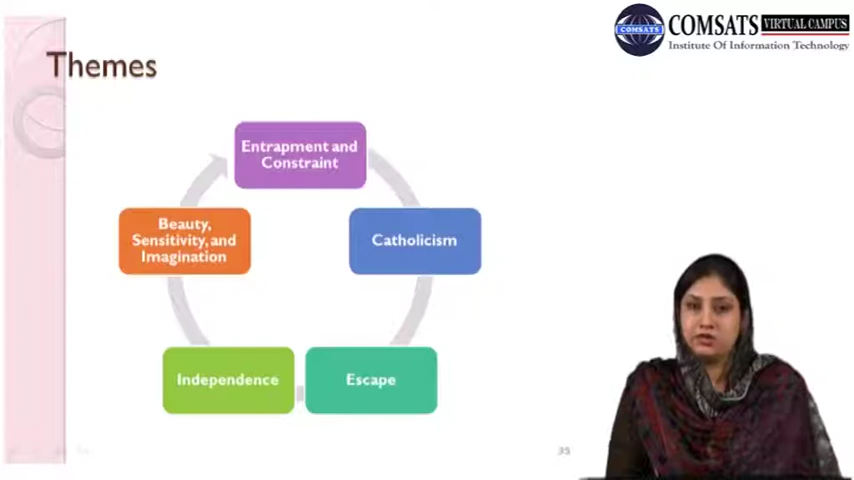 COMSATS
COMSATS VIRTUAL CAMPUS
Institute Of Information Technology
Themes
Entrapment and
Constraint
Beauty,
Sensitivity, and
Imagination
Catholicism
Independence
Escape
35